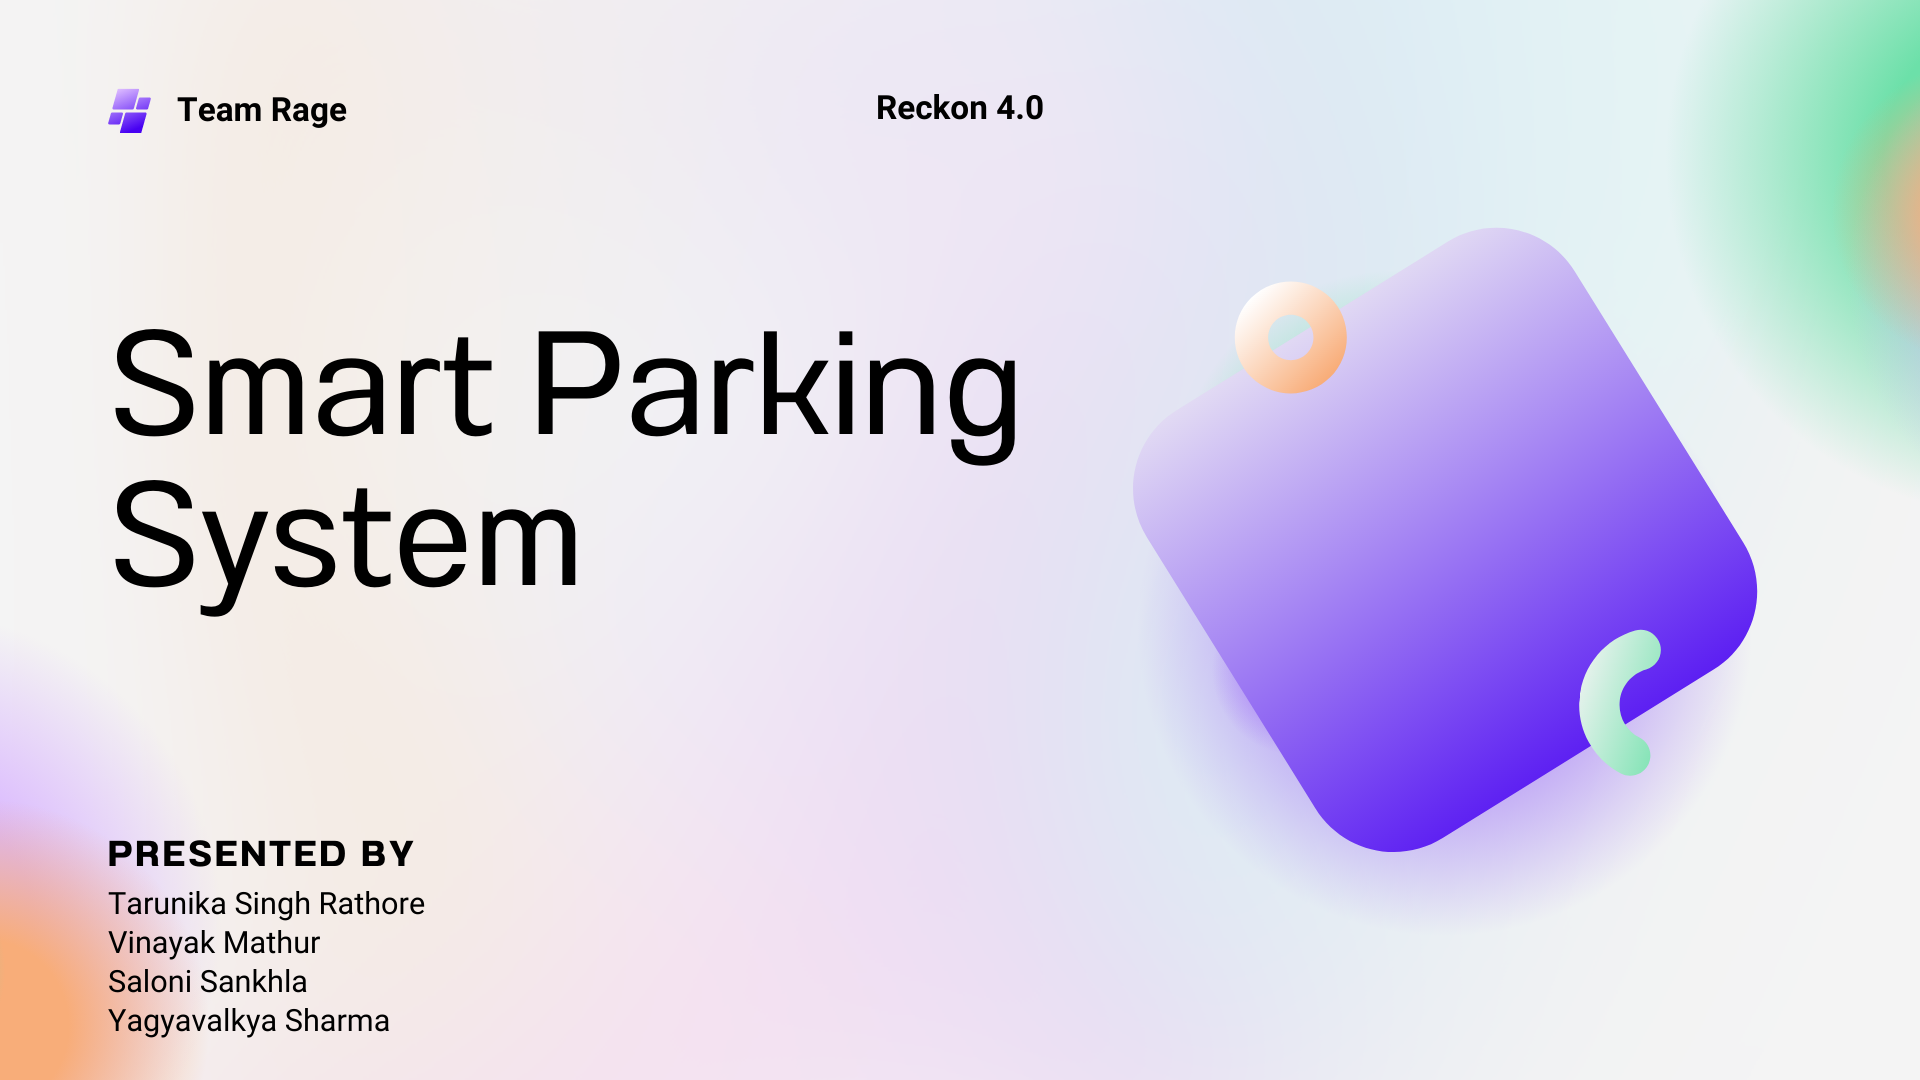 Team Rage
Reckon 4.0
Smart Parking
System
PRESENTED BY
Tarunika Singh Rathore
Vinayak Mathur
Saloni Sankhla
Yagyavalkya Sharma